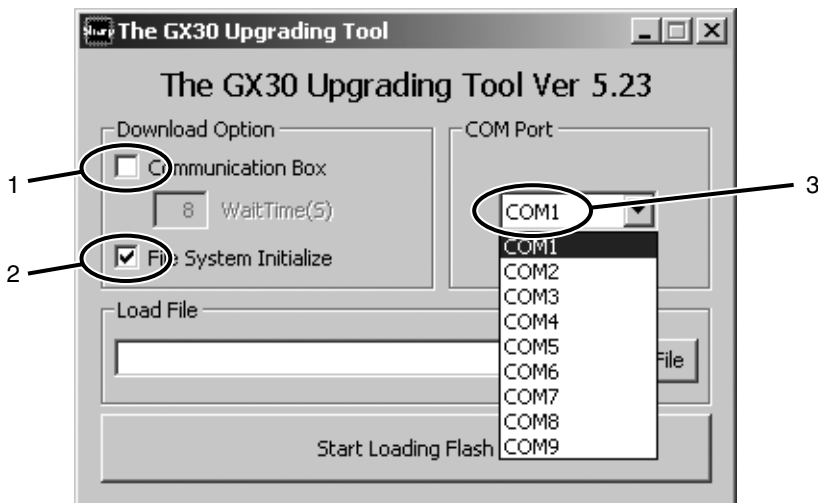 Sharp The GX30 Upgrading Tool
The GX30 Upgrading Tool Ver 5.23
Download Option
COM Port
1
Communication Box
3
8 WaitTime(S)
COM1
2
File System Initialize
COM1
COM2
COM3
COM4
COM5
COM6
COM7
COM8
COM9
Load File
File
Start Loading Flash